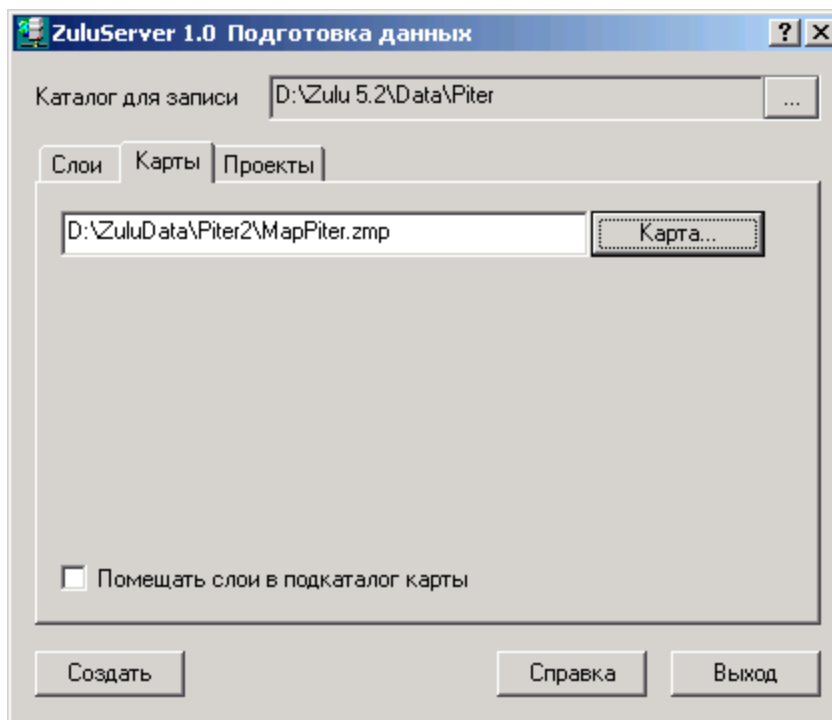 ZuluServer 1.0 Подготовка данных
Каталог для записи D:\Zulu 5.2\Data\Piter ...
Слои Карты Проекты
D:\ZuluData\Piter2\MapPiter.zmp Карта...
Помещать слои в подкаталог карты
Создать Справка Выход